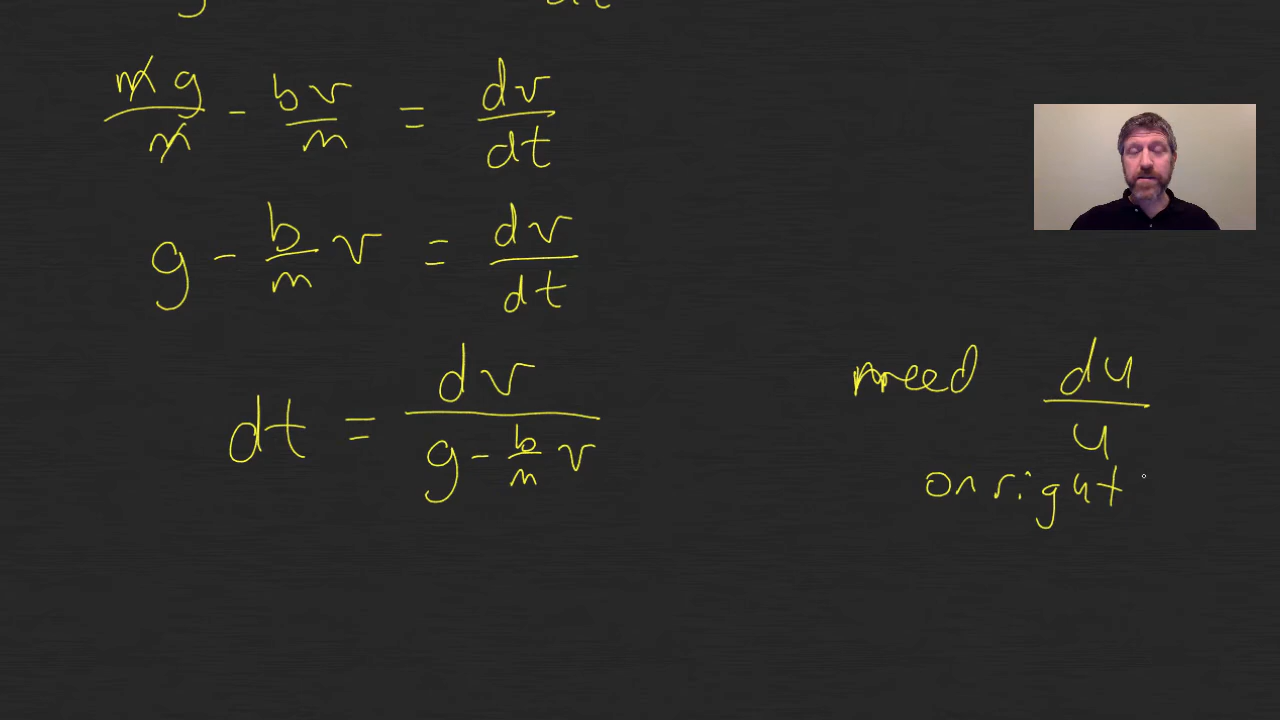 mg/m - bv/m = dv/dt
g - b/m v = dv/dt
dt = dv/(g - b/m v)
need du/u
on right